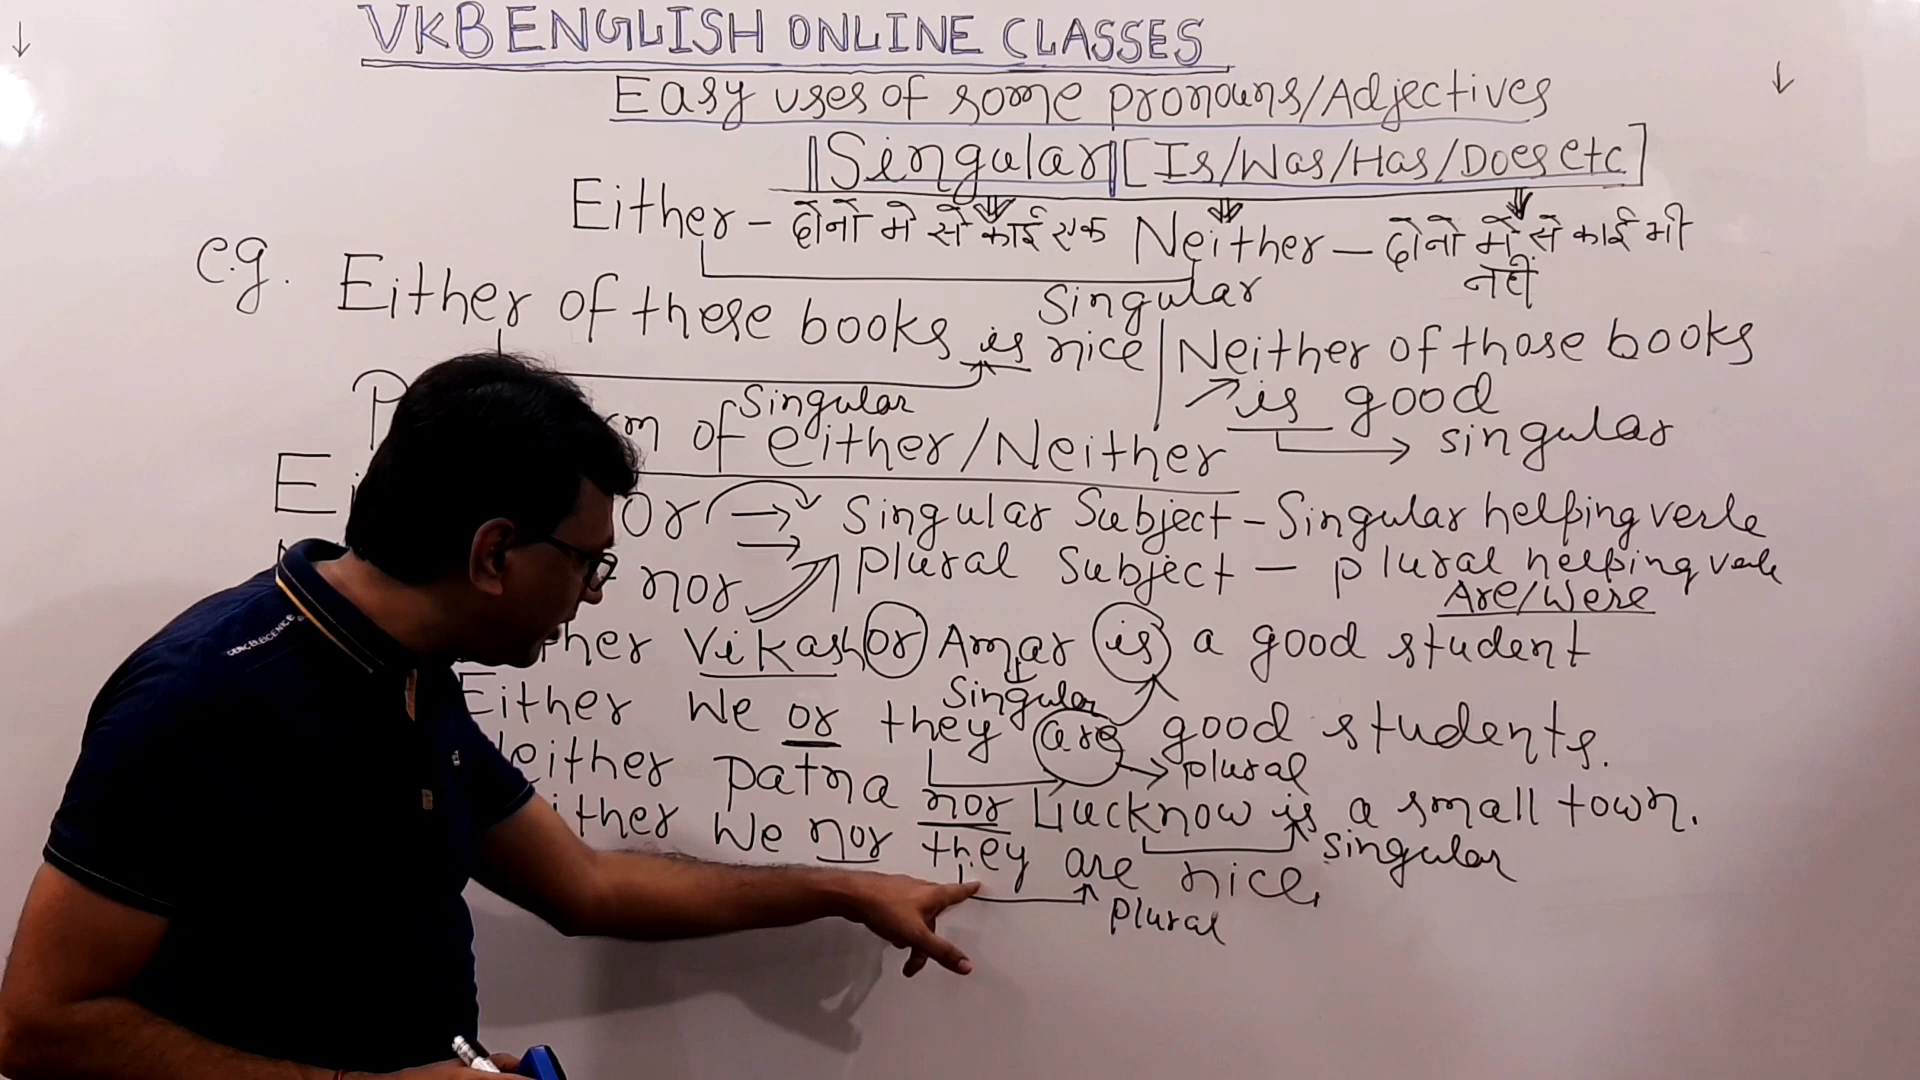 VKB ENGLISH ONLINE CLASSES
Easy uses of some pronouns/Adjectives
Singular [Is/Was/Has/Does etc]
Either - दोनों में से कोई एक Neither - दोनों में से कोई भी नहीं
Singular
e.g. Either of these books is nice
Singular
Neither of those books is good
singular
of either/Neither
or → Singular Subject - Singular helping verb
nor → plural Subject - plural helping verb
Are/Were
Vikash or Amar is a good student
Singular
Either We or they are good students.
plural
Patna nor Lucknow is a small town.
Singular
We nor they are nice.
plural